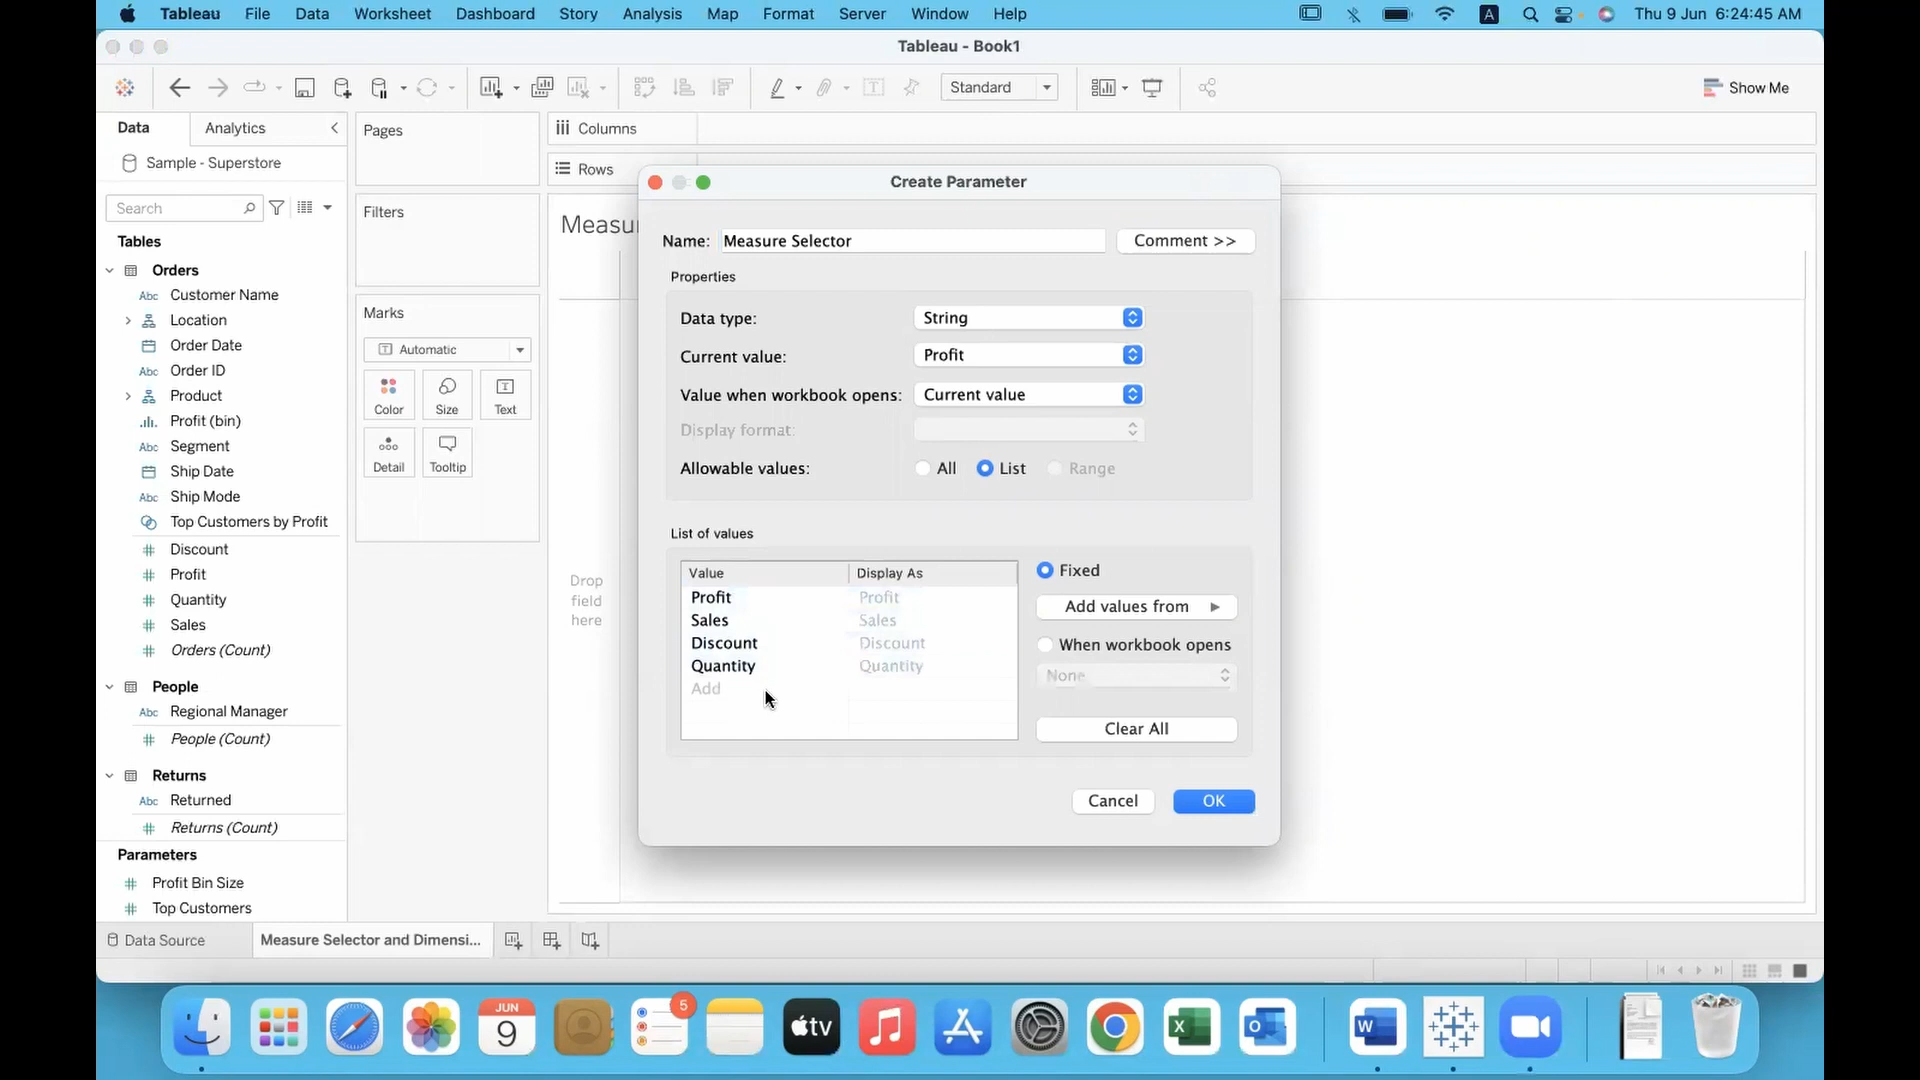 Tableau File Data Worksheet Dashboard Story Analysis Map Format Server Window Help A Thu 9 Jun 6:24:45 AM
Tableau - Book1
Standard
Show Me
Data Analytics
Sample - Superstore
Search
Tables
Orders
Abc Customer Name
Location
Order Date
Abc Order ID
Product
Profit (bin)
Abc Segment
Ship Date
Abc Ship Mode
Top Customers by Profit
# Discount
# Profit
# Quantity
# Sales
# Orders (Count)
People
Abc Regional Manager
# People (Count)
Returns
Abc Returned
# Returns (Count)
Parameters
# Profit Bin Size
# Top Customers
Pages
Filters
Marks
T Automatic
Color Size Text
Detail Tooltip
Columns
Rows
Drop
field
here
Create Parameter
Name: Measure Selector Comment >>
Properties
Data type: String
Current value: Profit
Value when workbook opens: Current value
Display format:
Allowable values: All List Range
List of values
Value Display As
Profit Profit
Sales Sales
Discount Discount
Quantity Quantity
Add
Fixed
Add values from
When workbook opens
None
Clear All
Cancel OK
Data Source Measure Selector and Dimensi...
JUN
9
5
tv
X
O
W